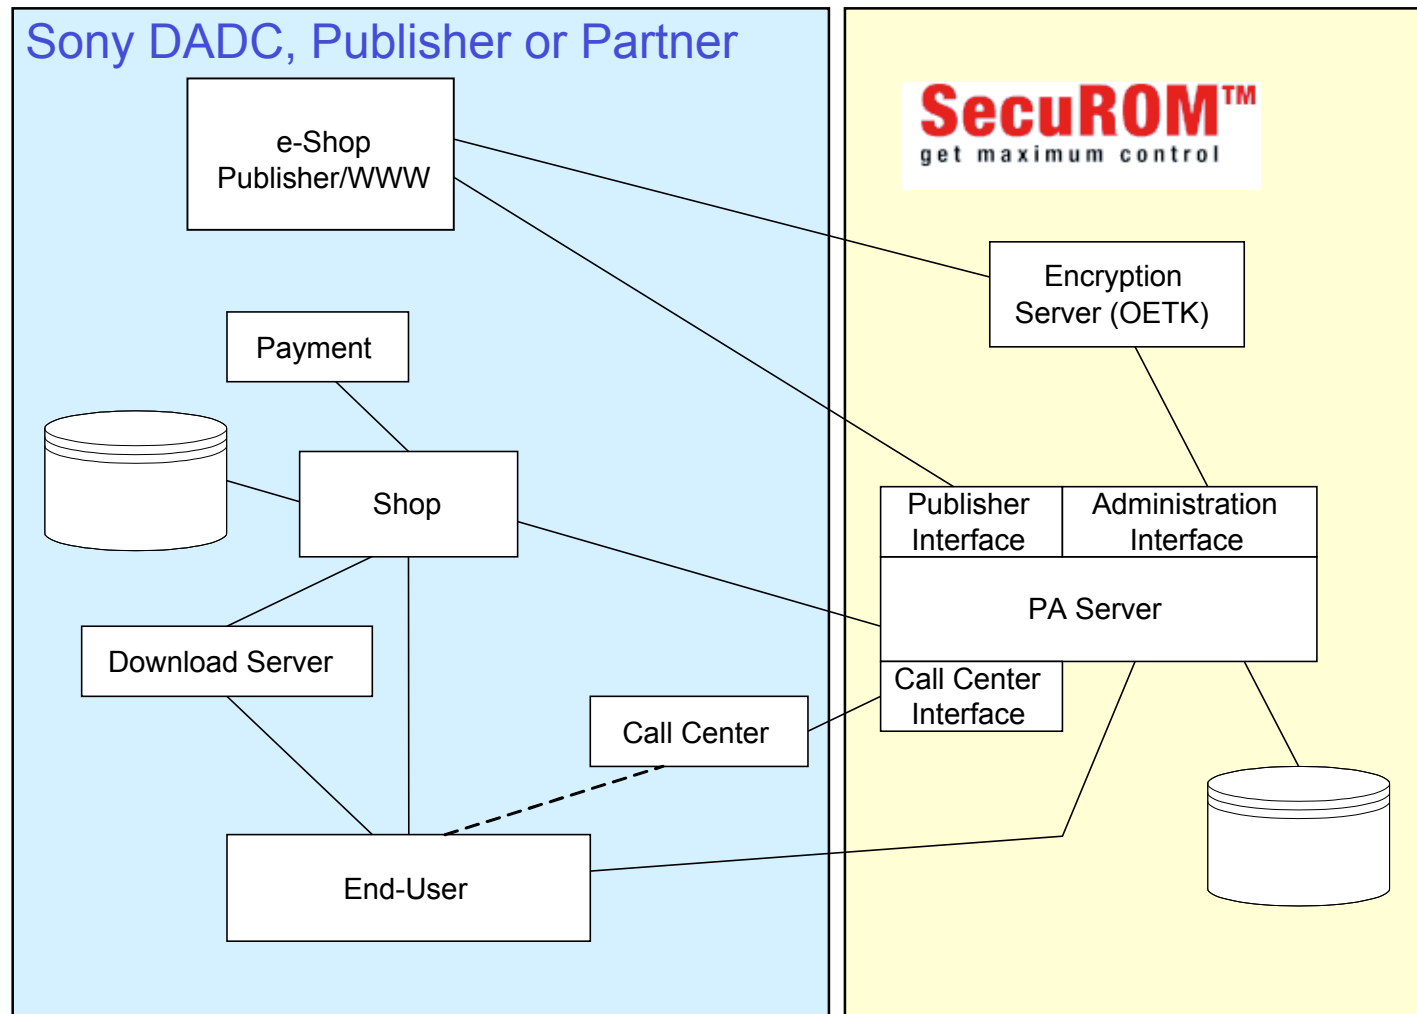 Sony DADC, Publisher or Partner
e-Shop
Publisher/WWW
Payment
Shop
Download Server
Call Center
End-User
SecuROM™
get maximum control
Encryption
Server (OETK)
Publisher
Interface
Administration
Interface
PA Server
Call Center
Interface